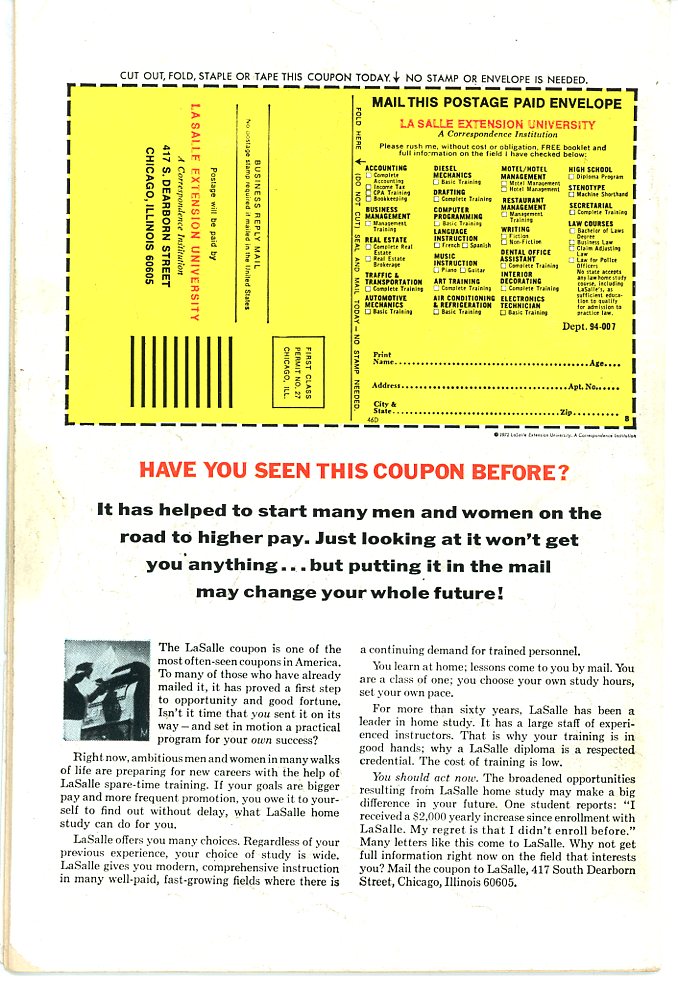 CUT OUT, FOLD, STAPLE OR TAPE THIS COUPON TODAY. NO STAMP OR ENVELOPE IS NEEDED.
BUSINESS REPLY MAIL
No postage stamp required if mailed in the United States
Postage will be paid by
LA SALLE EXTENSION UNIVERSITY
A Correspondence Institution
417 S. DEARBORN STREET
CHICAGO, ILLINOIS 60605
FIRST CLASS
PERMIT NO. 27
CHICAGO, ILL.
FOLD HERE (DO NOT CUT) SEAL AND MAIL TODAY—NO STAMP NEEDED.
MAIL THIS POSTAGE PAID ENVELOPE
LA SALLE EXTENSION UNIVERSITY
A Correspondence Institution
Please rush me, without cost or obligation, FREE booklet and
full information on the field I have checked below:
ACCOUNTING
Complete
Accounting
Income Tax
CPA Training
Bookkeeping
BUSINESS
MANAGEMENT
Management
Training
REAL ESTATE
Complete Real
Estate
Real Estate
Brokerage
TRAFFIC &
TRANSPORTATION
Complete Training
AUTOMOTIVE
MECHANICS
Basic Training
DIESEL
MECHANICS
Basic Training
DRAFTING
Complete Training
COMPUTER
PROGRAMMING
Basic Training
LANGUAGE
INSTRUCTION
French Spanish
MUSIC
INSTRUCTION
Piano Guitar
ART TRAINING
Complete Training
AIR CONDITIONING
& REFRIGERATION
Basic Training
MOTEL/HOTEL
MANAGEMENT
Motel Management
Hotel Management
RESTAURANT
MANAGEMENT
Management
Training
WRITING
Fiction
Non-Fiction
DENTAL OFFICE
ASSISTANT
Complete Training
INTERIOR
DECORATING
Complete Training
ELECTRONICS
TECHNICIAN
Basic Training
HIGH SCHOOL
Diploma Program
STENOTYPE
Machine Shorthand
SECRETARIAL
Complete Training
LAW COURSES
Bachelor of Laws
Degree
Business Law
Claim Adjusting
Law
Law for Police
Officers
No state accepts
any law home study
course, including
LaSalle's, as
sufficient educa-
tion to qualify
for admission to
practice law.
Dept. 94-007
Print
Name.......... Age....
Address.......... Apt. No.....
City &
State.......... Zip..........
46D
B
© 1972 LaSalle Extension University, A Correspondence Institution
HAVE YOU SEEN THIS COUPON BEFORE?
It has helped to start many men and women on the
road to higher pay. Just looking at it won't get
you anything...but putting it in the mail
may change your whole future!
The LaSalle coupon is one of the
most often-seen coupons in America.
To many of those who have already
mailed it, it has proved a first step
to opportunity and good fortune.
Isn't it time that you sent it on its
way—and set in motion a practical
program for your own success?
Right now, ambitious men and women in many walks
of life are preparing for new careers with the help of
LaSalle spare-time training. If your goals are bigger
pay and more frequent promotion, you owe it to your-
self to find out without delay, what LaSalle home
study can do for you.
LaSalle offers you many choices. Regardless of your
previous experience, your choice of study is wide.
LaSalle gives you modern, comprehensive instruction
in many well-paid, fast-growing fields where there is
a continuing demand for trained personnel.
You learn at home; lessons come to you by mail. You
are a class of one; you choose your own study hours,
set your own pace.
For more than sixty years, LaSalle has been a
leader in home study. It has a large staff of experi-
enced instructors. That is why your training is in
good hands; why a LaSalle diploma is a respected
credential. The cost of training is low.
You should act now. The broadened opportunities
resulting from LaSalle home study may make a big
difference in your future. One student reports: "I
received a $2,000 yearly increase since enrollment with
LaSalle. My regret is that I didn't enroll before."
Many letters like this come to LaSalle. Why not get
full information right now on the field that interests
you? Mail the coupon to LaSalle, 417 South Dearborn
Street, Chicago, Illinois 60605.